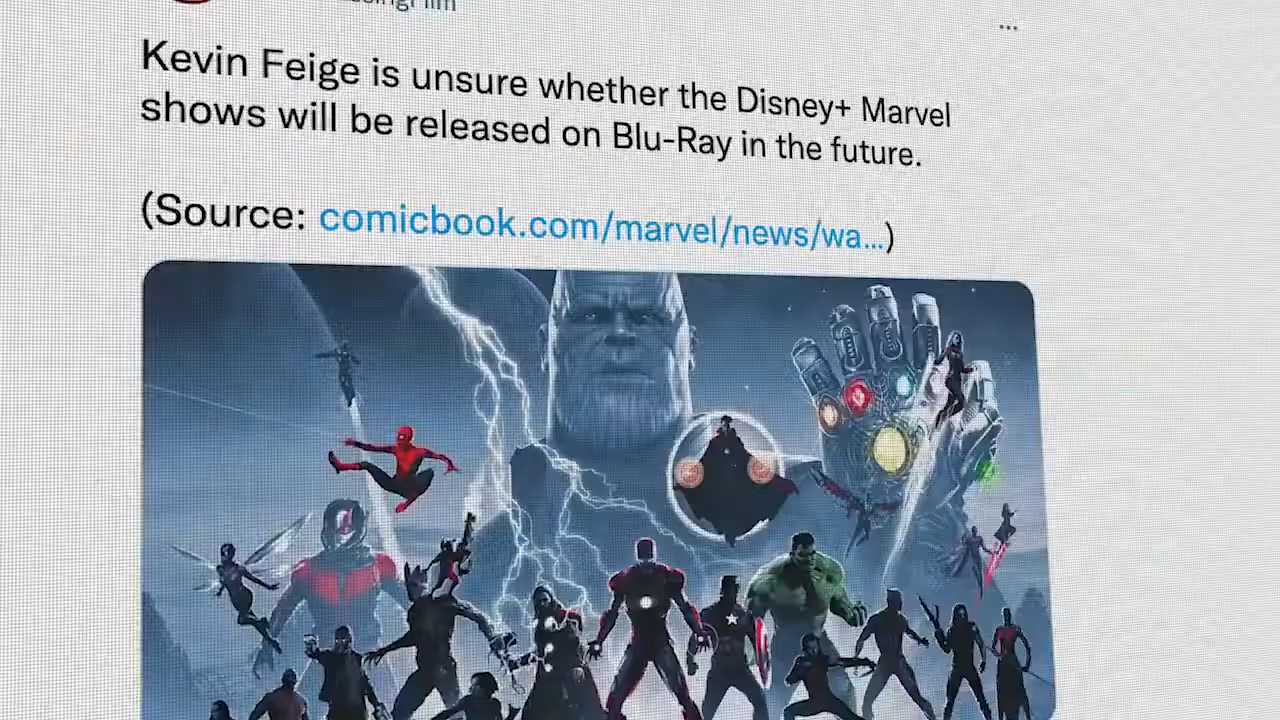 Kevin Feige is unsure whether the Disney+ Marvel
shows will be released on Blu-Ray in the future.
(Source: comicbook.com/marvel/news/wa...)